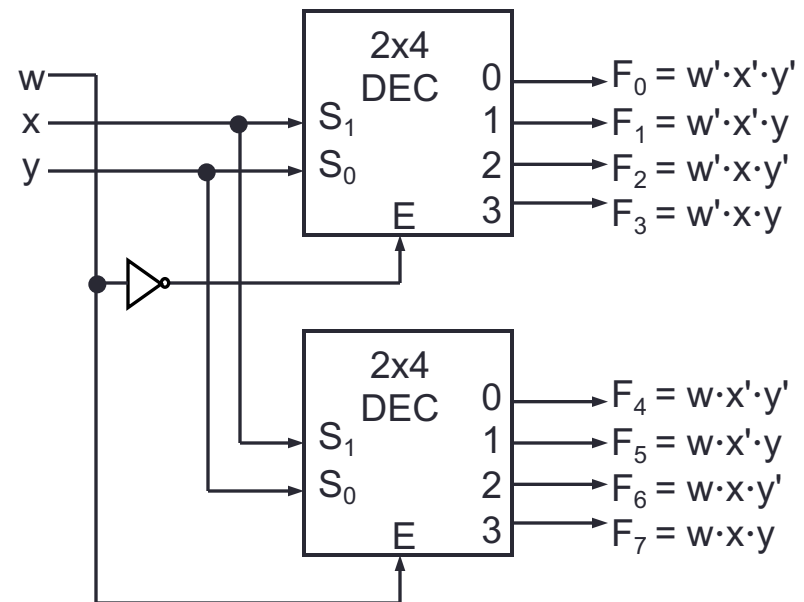 2x4
DEC
w
x
y
S₁
S₀
E
0
1
2
3
F₀ = w'·x'·y'
F₁ = w'·x'·y
F₂ = w'·x·y'
F₃ = w'·x·y
2x4
DEC
S₁
S₀
E
0
1
2
3
F₄ = w·x'·y'
F₅ = w·x'·y
F₆ = w·x·y'
F₇ = w·x·y